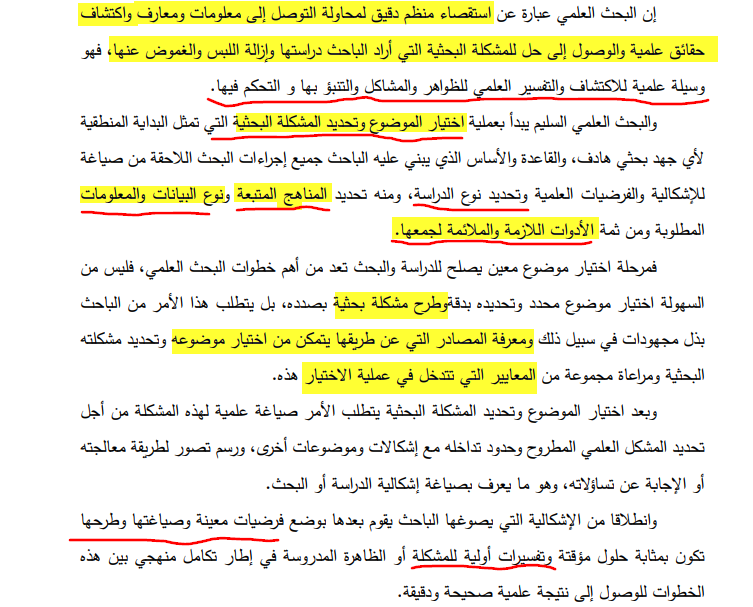 إن البحث العلمي عبارة عن استقصاء منظم دقيق لمحاولة التوصل إلى معلومات ومعارف واكتشاف
حقائق علمية والوصول إلى حل للمشكلة البحثية التي أراد الباحث دراستها وإزالة اللبس والغموض عنها، فهو
وسيلة علمية للاكتشاف والتفسير العلمي للظواهر والمشاكل والتنبؤ بها و التحكم فيها.
والبحث العلمي السليم يبدأ بعملية اختيار الموضوع وتحديد المشكلة البحثية التي تمثل البداية المنطقية
لأي جهد بحثي هادف، والقاعدة والأساس الذي يبني عليه الباحث جميع إجراءات البحث اللاحقة من صياغة
للإشكالية والفرضيات العلمية وتحديد نوع الدراسة، ومنه تحديد المناهج المتبعة ونوع البيانات والمعلومات
المطلوبة ومن ثمة الأدوات اللازمة والملائمة لجمعها.
فمرحلة اختيار موضوع معين يصلح للدراسة والبحث تعد من أهم خطوات البحث العلمي، فليس من
السهولة اختيار موضوع محدد وتحديده بدقة وطرح مشكلة بحثية بصدده، بل يتطلب هذا الأمر من الباحث
بذل مجهودات في سبيل ذلك ومعرفة المصادر التي عن طريقها يتمكن من اختيار موضوعه وتحديد مشكلته
البحثية ومراعاة مجموعة من المعايير التي تتدخل في عملية الاختيار هذه.
وبعد اختيار الموضوع وتحديد المشكلة البحثية يتطلب الأمر صياغة علمية لهذه المشكلة من أجل
تحديد المشكل العلمي المطروح وحدود تداخله مع إشكالات وموضوعات أخرى، ورسم تصور لطريقة معالجته
أو الإجابة عن تساؤلاته، وهو ما يعرف بصياغة إشكالية الدراسة أو البحث.
وانطلاقا من الإشكالية التي يصوغها الباحث يقوم بعدها بوضع فرضيات معينة وصياغتها وطرحها
تكون بمثابة حلول مؤقتة وتفسيرات أولية للمشكلة أو الظاهرة المدروسة في إطار تكامل منهجي بين هذه
الخطوات للوصول إلى نتيجة علمية صحيحة ودقيقة.